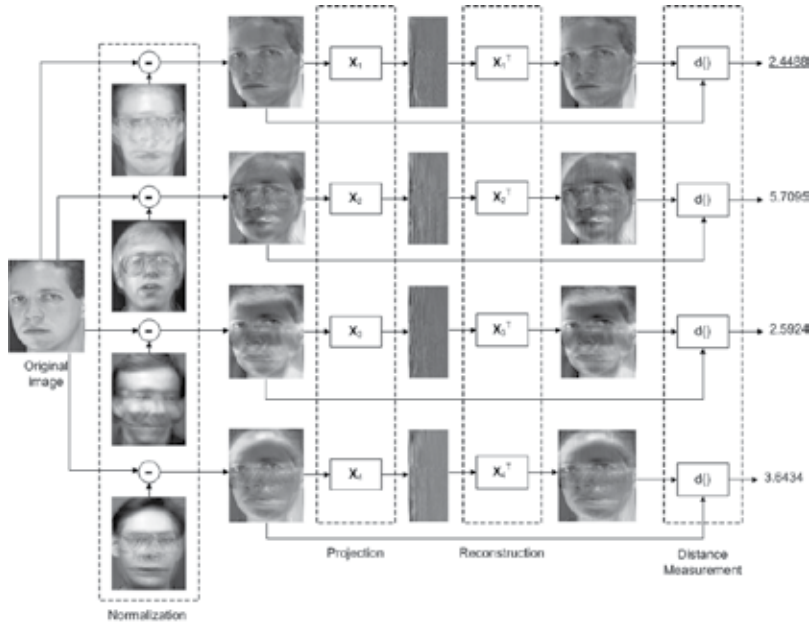 − X₁ X₁ᵀ d() 2.4488
− X₂ X₂ᵀ d() 5.7095
− X₃ X₃ᵀ d() 2.5924
Original
Image
− X₄ X₄ᵀ d() 3.6434
Projection Reconstruction Distance
Measurement
Normalization